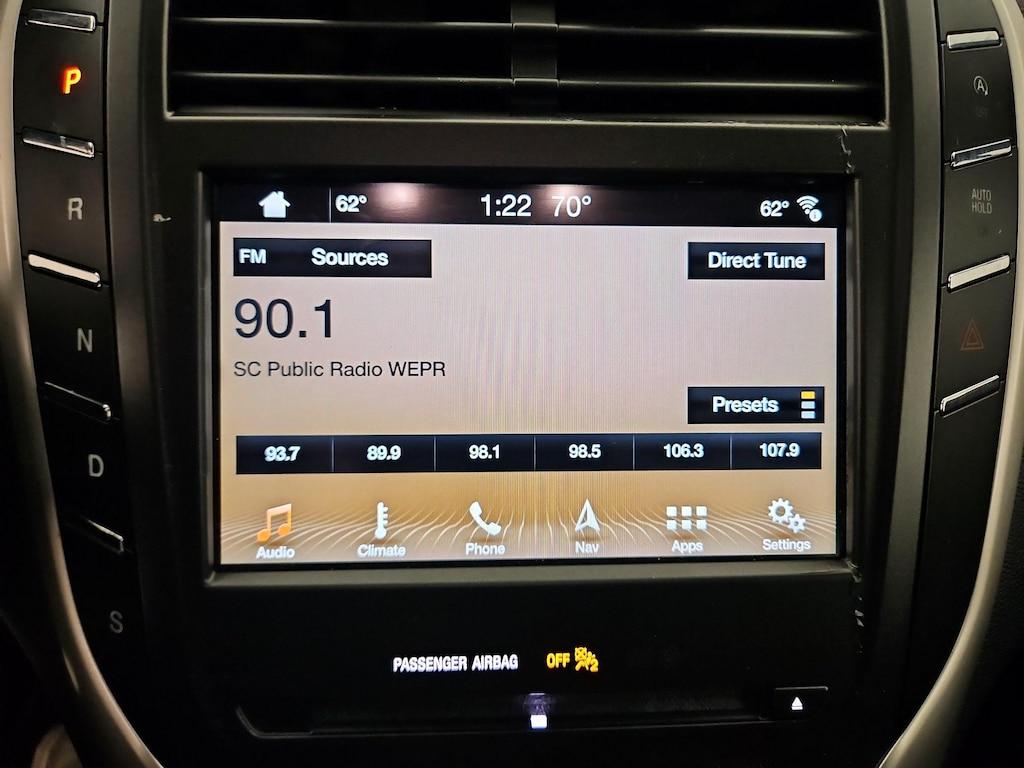 P
R
N
D
S
62° 1:22 70° 62°
FM Sources
Direct Tune
90.1
SC Public Radio WEPR
Presets
93.7 89.9 98.1 98.5 106.3 107.9
Audio Climate Phone Nav Apps Settings
PASSENGER AIRBAG OFF 2
A
AUTO
HOLD